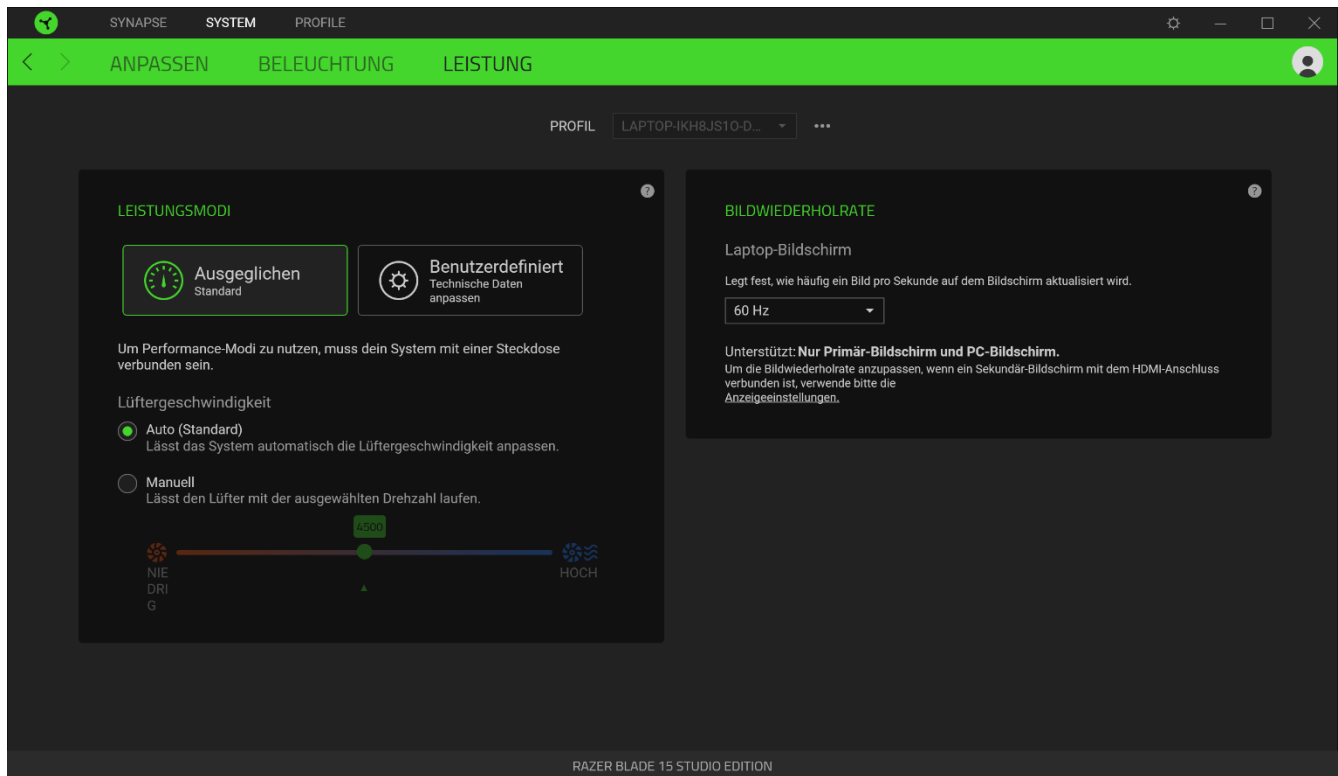 SYNAPSE SYSTEM PROFILE
ANPASSEN BELEUCHTUNG LEISTUNG
PROFIL LAPTOP-IKH8JS1O-D... •••
?
LEISTUNGSMODI
Ausgeglichen
Standard
Benutzerdefiniert
Technische Daten
anpassen
Um Performance-Modi zu nutzen, muss dein System mit einer Steckdose
verbunden sein.
Lüftergeschwindigkeit
Auto (Standard)
Lässt das System automatisch die Lüftergeschwindigkeit anpassen.
Manuell
Lässt den Lüfter mit der ausgewählten Drehzahl laufen.
4500
NIE
DRI
G
HOCH
?
BILDWIEDERHOLRATE
Laptop-Bildschirm
Legt fest, wie häufig ein Bild pro Sekunde auf dem Bildschirm aktualisiert wird.
60 Hz
Unterstützt: Nur Primär-Bildschirm und PC-Bildschirm.
Um die Bildwiederholrate anzupassen, wenn ein Sekundär-Bildschirm mit dem HDMI-Anschluss
verbunden ist, verwende bitte die
Anzeigeeinstellungen.
RAZER BLADE 15 STUDIO EDITION